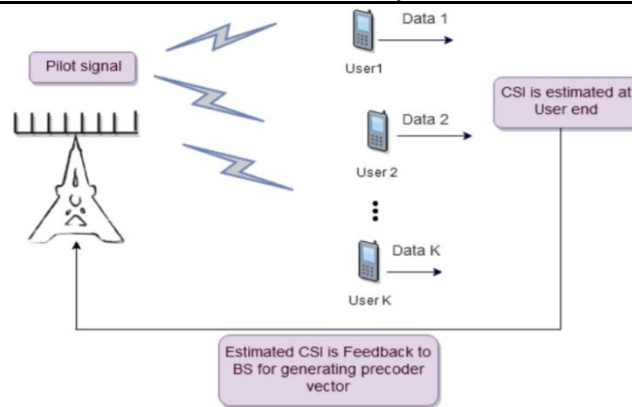 Data 1
Pilot signal
User1
CSI is estimated at
User end
Data 2
User 2
Data K
User K
Estimated CSI is Feedback to
BS for generating precoder
vector